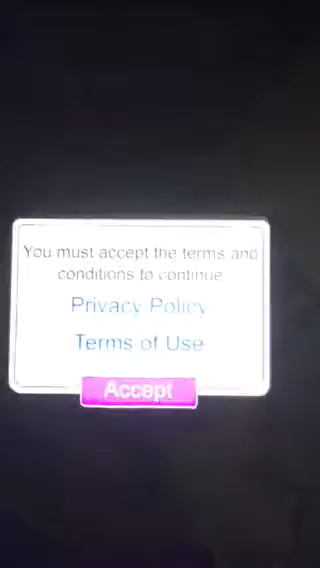 You must accept the terms and
conditions to continue
Privacy Policy
Terms of Use
Accept